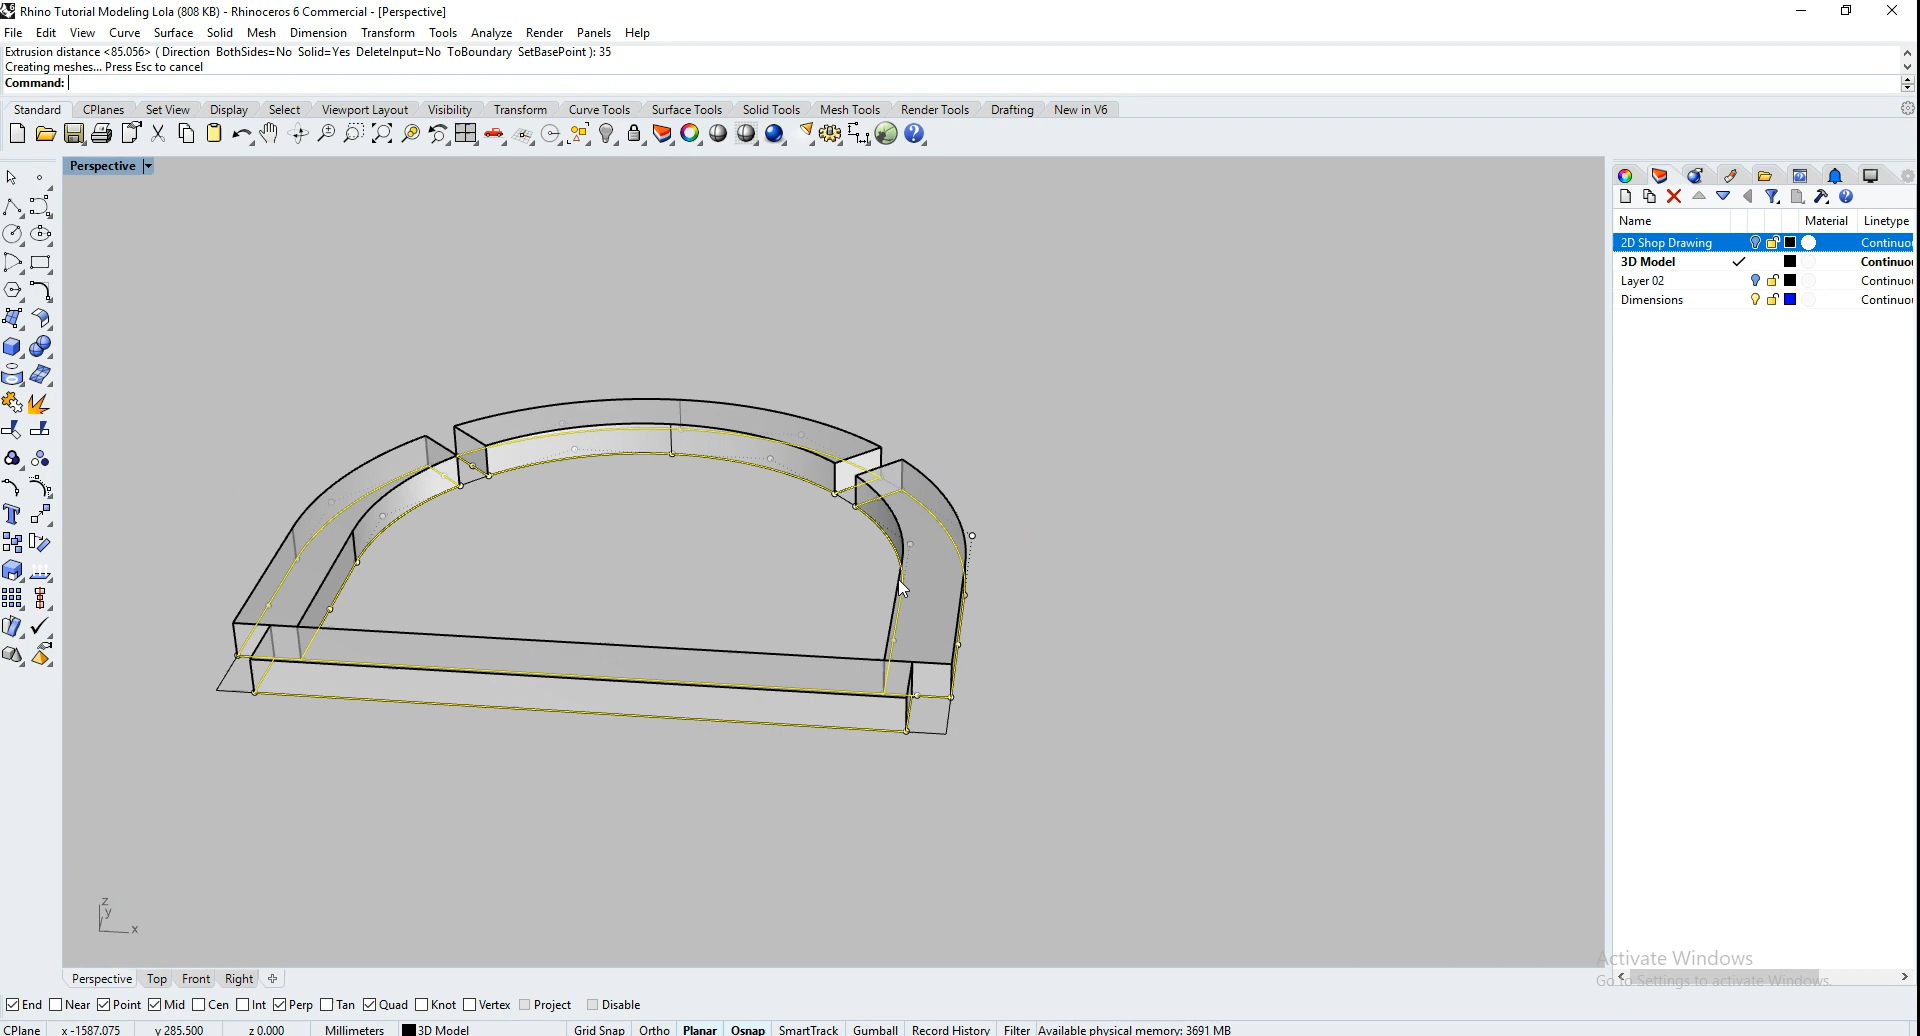 Rhino Tutorial Modeling Lola (808 KB) - Rhinoceros 6 Commercial - [Perspective]
File Edit View Curve Surface Solid Mesh Dimension Transform Tools Analyze Render Panels Help
Extrusion distance <85.056> ( Direction BothSides=No Solid=Yes DeleteInput=No ToBoundary SetBasePoint ): 35
Creating meshes... Press Esc to cancel
Command:
Standard CPlanes Set View Display Select Viewport Layout Visibility Transform Curve Tools Surface Tools Solid Tools Mesh Tools Render Tools Drafting New in V6
Perspective
Name Material Linetype
2D Shop Drawing Continuou
3D Model Continuou
Layer 02 Continuou
Dimensions Continuou
z
y
x
Activate Windows
Go to Settings to activate Windows.
Perspective Top Front Right
End Near Point Mid Cen Int Perp Tan Quad Knot Vertex Project Disable
CPlane x -1587.075 y 285.500 z 0.000 Millimeters 3D Model Grid Snap Ortho Planar Osnap SmartTrack Gumball Record History Filter Available physical memory: 3691 MB